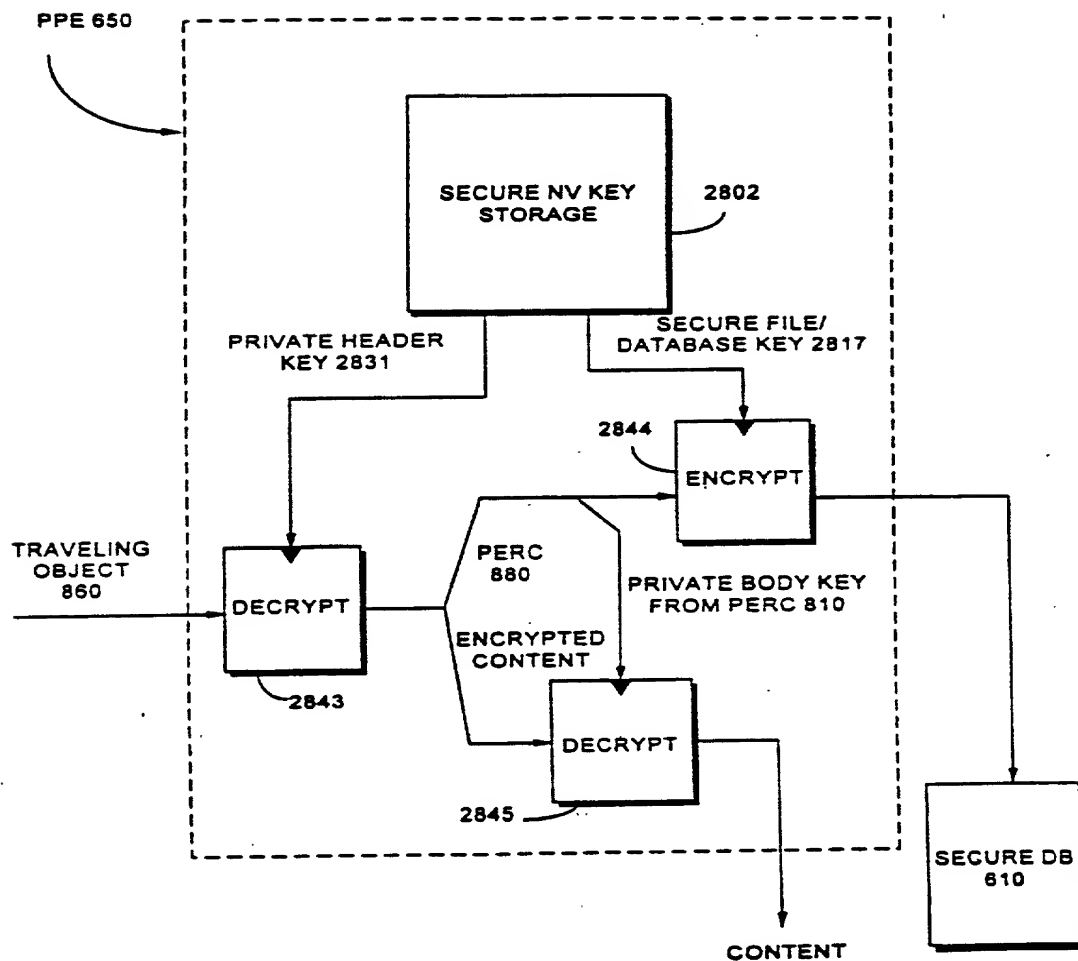 PPE 650
SECURE NV KEY
STORAGE
2802
PRIVATE HEADER
KEY 2831
SECURE FILE/
DATABASE KEY 2817
2844
ENCRYPT
TRAVELING
OBJECT
860
DECRYPT
PERC
880
PRIVATE BODY KEY
FROM PERC 810
ENCRYPTED
CONTENT
2843
DECRYPT
2845
SECURE DB
610
CONTENT